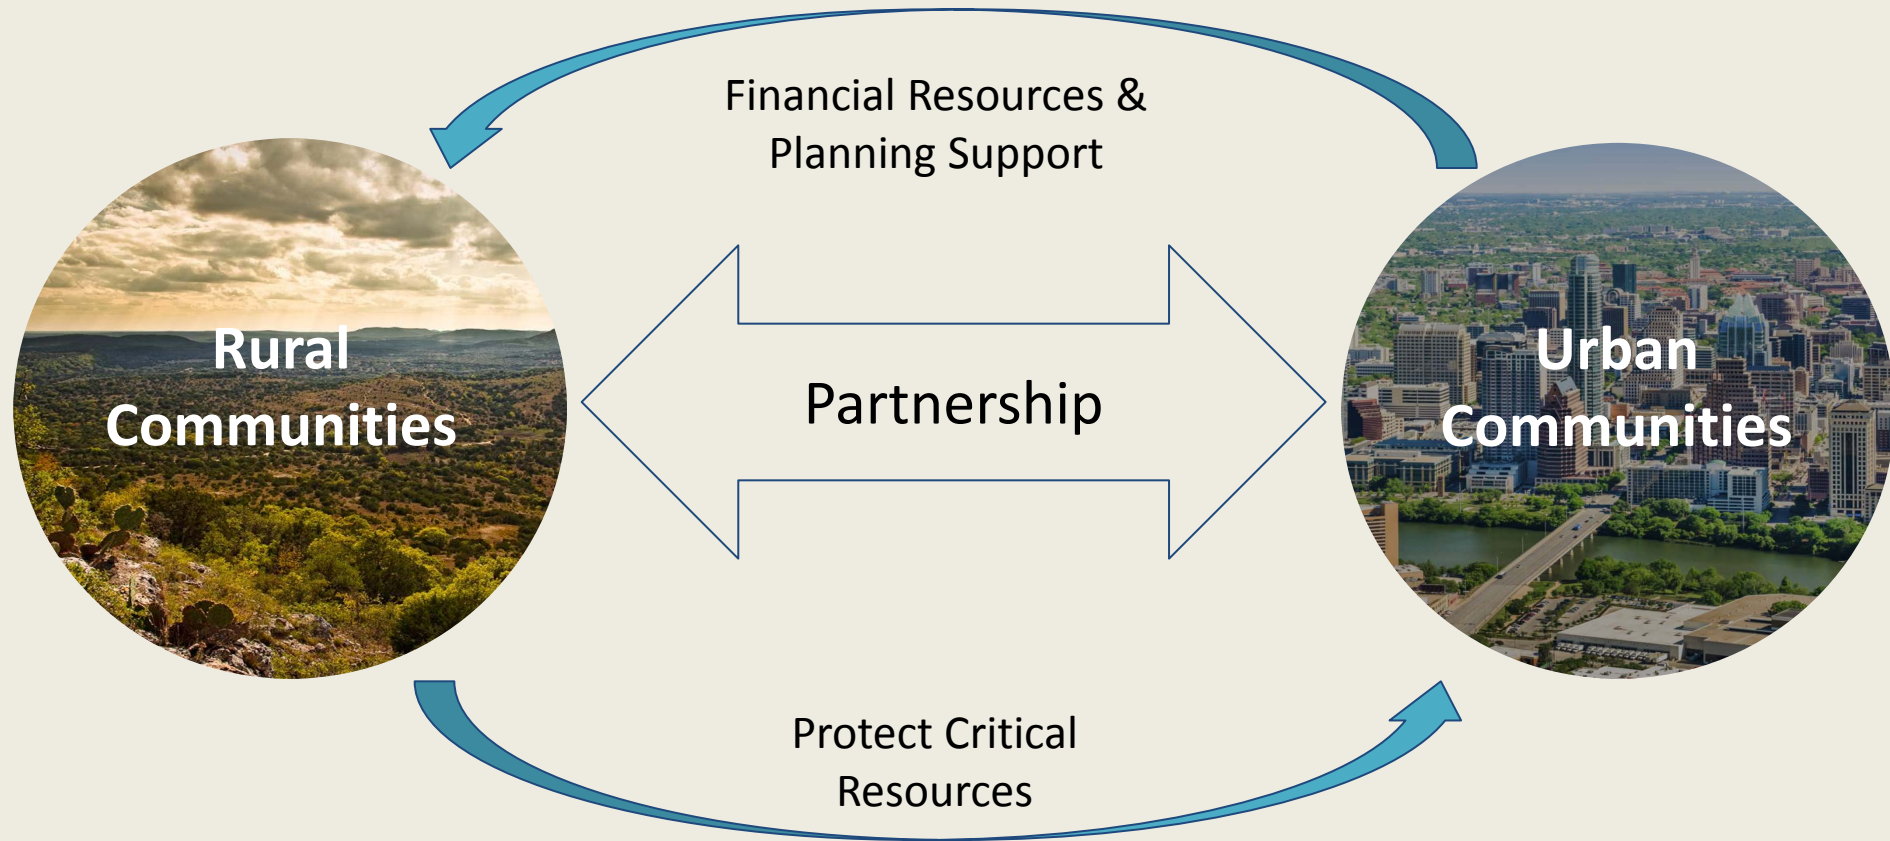 Financial Resources &
Planning Support
Rural
Communities
Partnership
Urban
Communities
Protect Critical
Resources